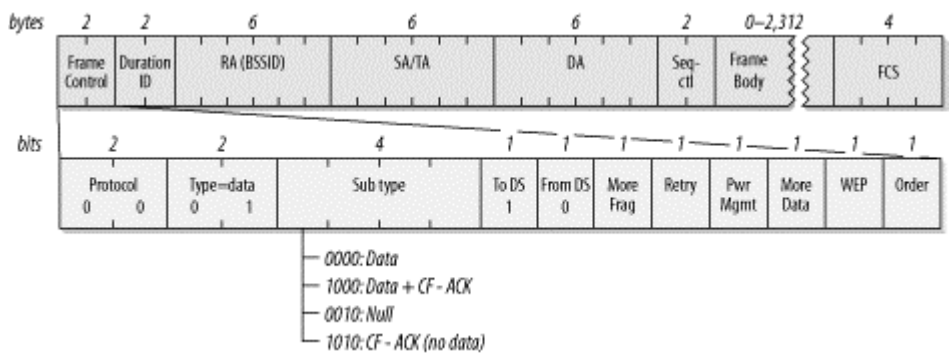 bytes 2 2 6 6 6 2 0–2,312 4
Frame Control Duration ID RA (BSSID) SA/TA DA Seq-ctl Frame Body FCS
bits 2 2 4 1 1 1 1 1 1 1 1
Protocol Type=data Sub type To DS From DS More Frag Retry Pwr Mgmt More Data WEP Order
0 0 0 1 1 0
0000: Data
1000: Data + CF - ACK
0010: Null
1010: CF - ACK (no data)